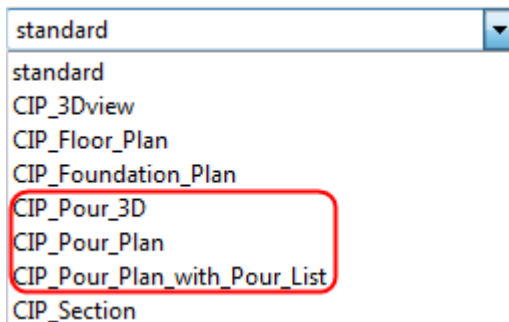 standard
standard
CIP_3Dview
CIP_Floor_Plan
CIP_Foundation_Plan
CIP_Pour_3D
CIP_Pour_Plan
CIP_Pour_Plan_with_Pour_List
CIP_Section